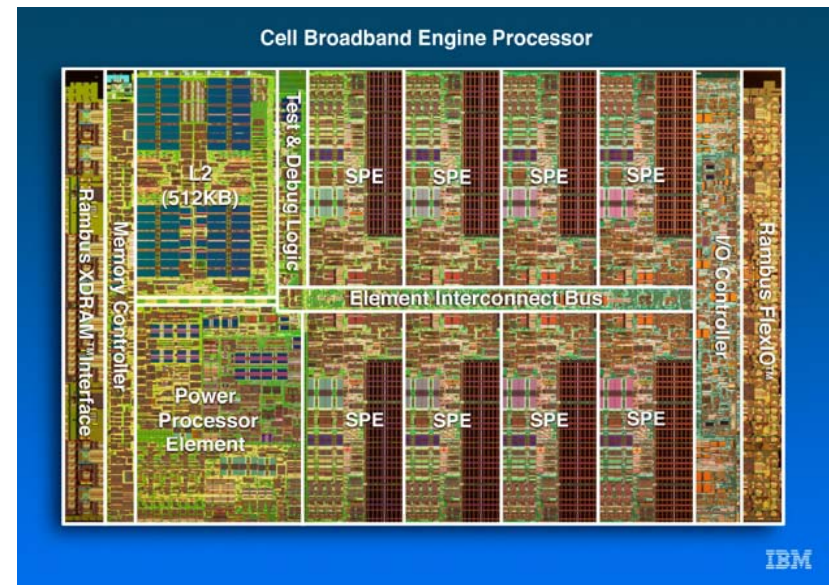 Cell Broadband Engine Processor
Rambus XDRAM™ Interface
Memory Controller
L2
(512KB)
Test & Debug Logic
SPE
SPE
SPE
SPE
Element Interconnect Bus
Power
Processor
Element
SPE
SPE
SPE
SPE
I/O Controller
Rambus FlexIO™
IBM